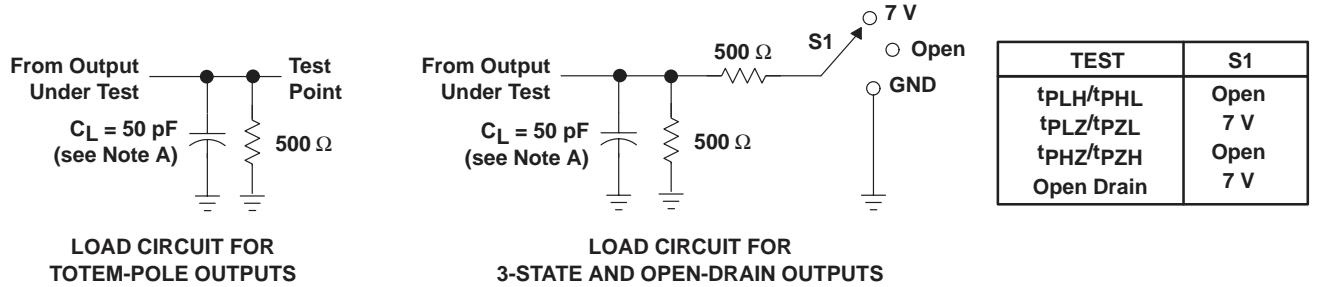 From Output
Under Test
Test
Point
CL = 50 pF
(see Note A)
500 Ω
LOAD CIRCUIT FOR
TOTEM-POLE OUTPUTS
From Output
Under Test
500 Ω
S1
7 V
Open
GND
CL = 50 pF
(see Note A)
500 Ω
LOAD CIRCUIT FOR
3-STATE AND OPEN-DRAIN OUTPUTS
TEST S1
tPLH/tPHL Open
tPLZ/tPZL 7 V
tPHZ/tPZH Open
Open Drain 7 V